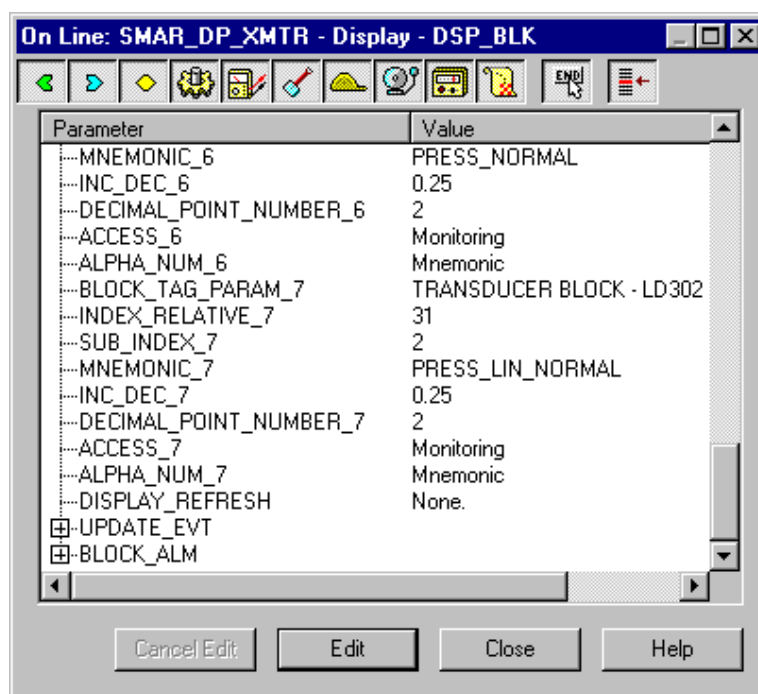 On Line: SMAR_DP_XMTR - Display - DSP_BLK
END
Parameter Value
MNEMONIC_6 PRESS_NORMAL
INC_DEC_6 0.25
DECIMAL_POINT_NUMBER_6 2
ACCESS_6 Monitoring
ALPHA_NUM_6 Mnemonic
BLOCK_TAG_PARAM_7 TRANSDUCER BLOCK - LD302
INDEX_RELATIVE_7 31
SUB_INDEX_7 2
MNEMONIC_7 PRESS_LIN_NORMAL
INC_DEC_7 0.25
DECIMAL_POINT_NUMBER_7 2
ACCESS_7 Monitoring
ALPHA_NUM_7 Mnemonic
DISPLAY_REFRESH None.
UPDATE_EVT
BLOCK_ALM
Cancel Edit Edit Close Help